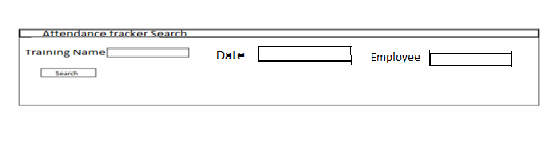 Attendance tracker Search
Training Name Date Employee
Search